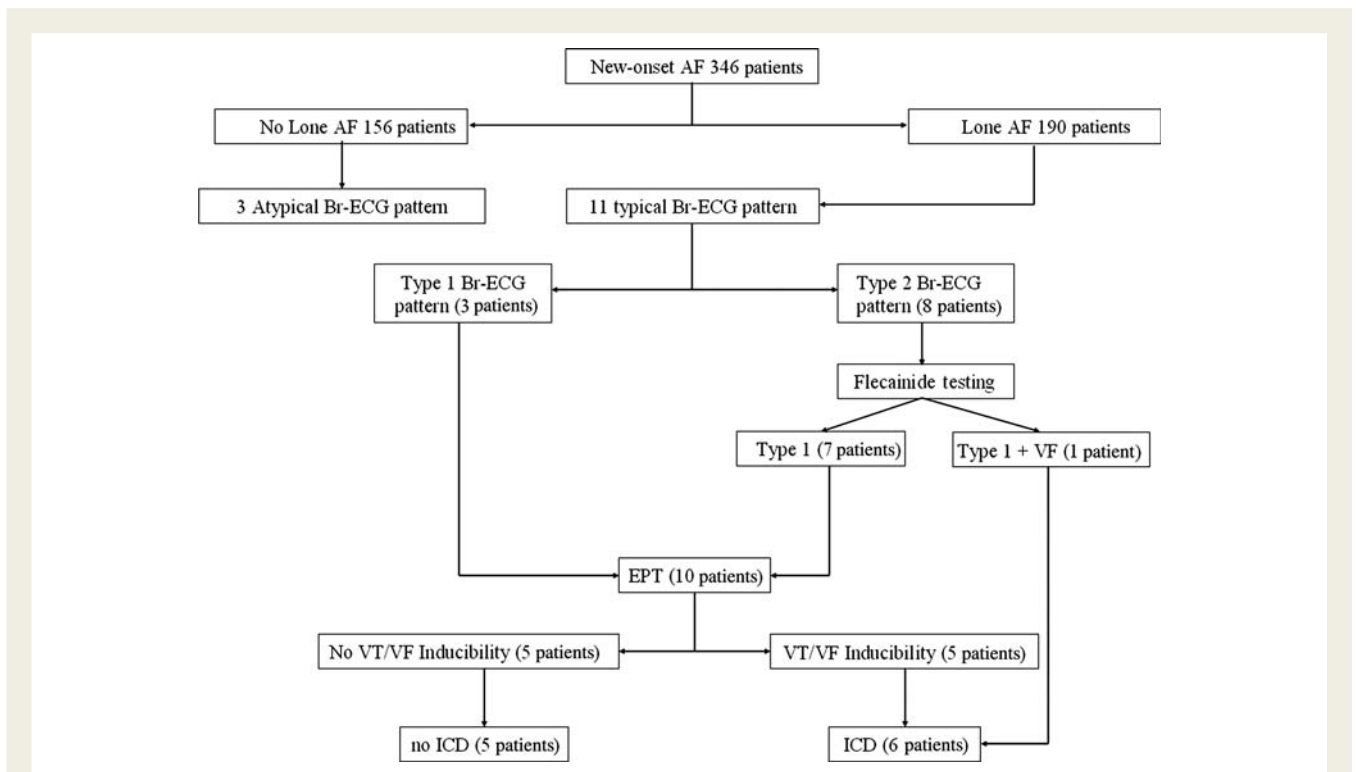 New-onset AF 346 patients
No Lone AF 156 patients
Lone AF 190 patients
3 Atypical Br-ECG pattern
11 typical Br-ECG pattern
Type 1 Br-ECG
pattern (3 patients)
Type 2 Br-ECG
pattern (8 patients)
Flecainide testing
Type 1 (7 patients)
Type 1 + VF (1 patient)
EPT (10 patients)
No VT/VF Inducibility (5 patients)
VT/VF Inducibility (5 patients)
no ICD (5 patients)
ICD (6 patients)